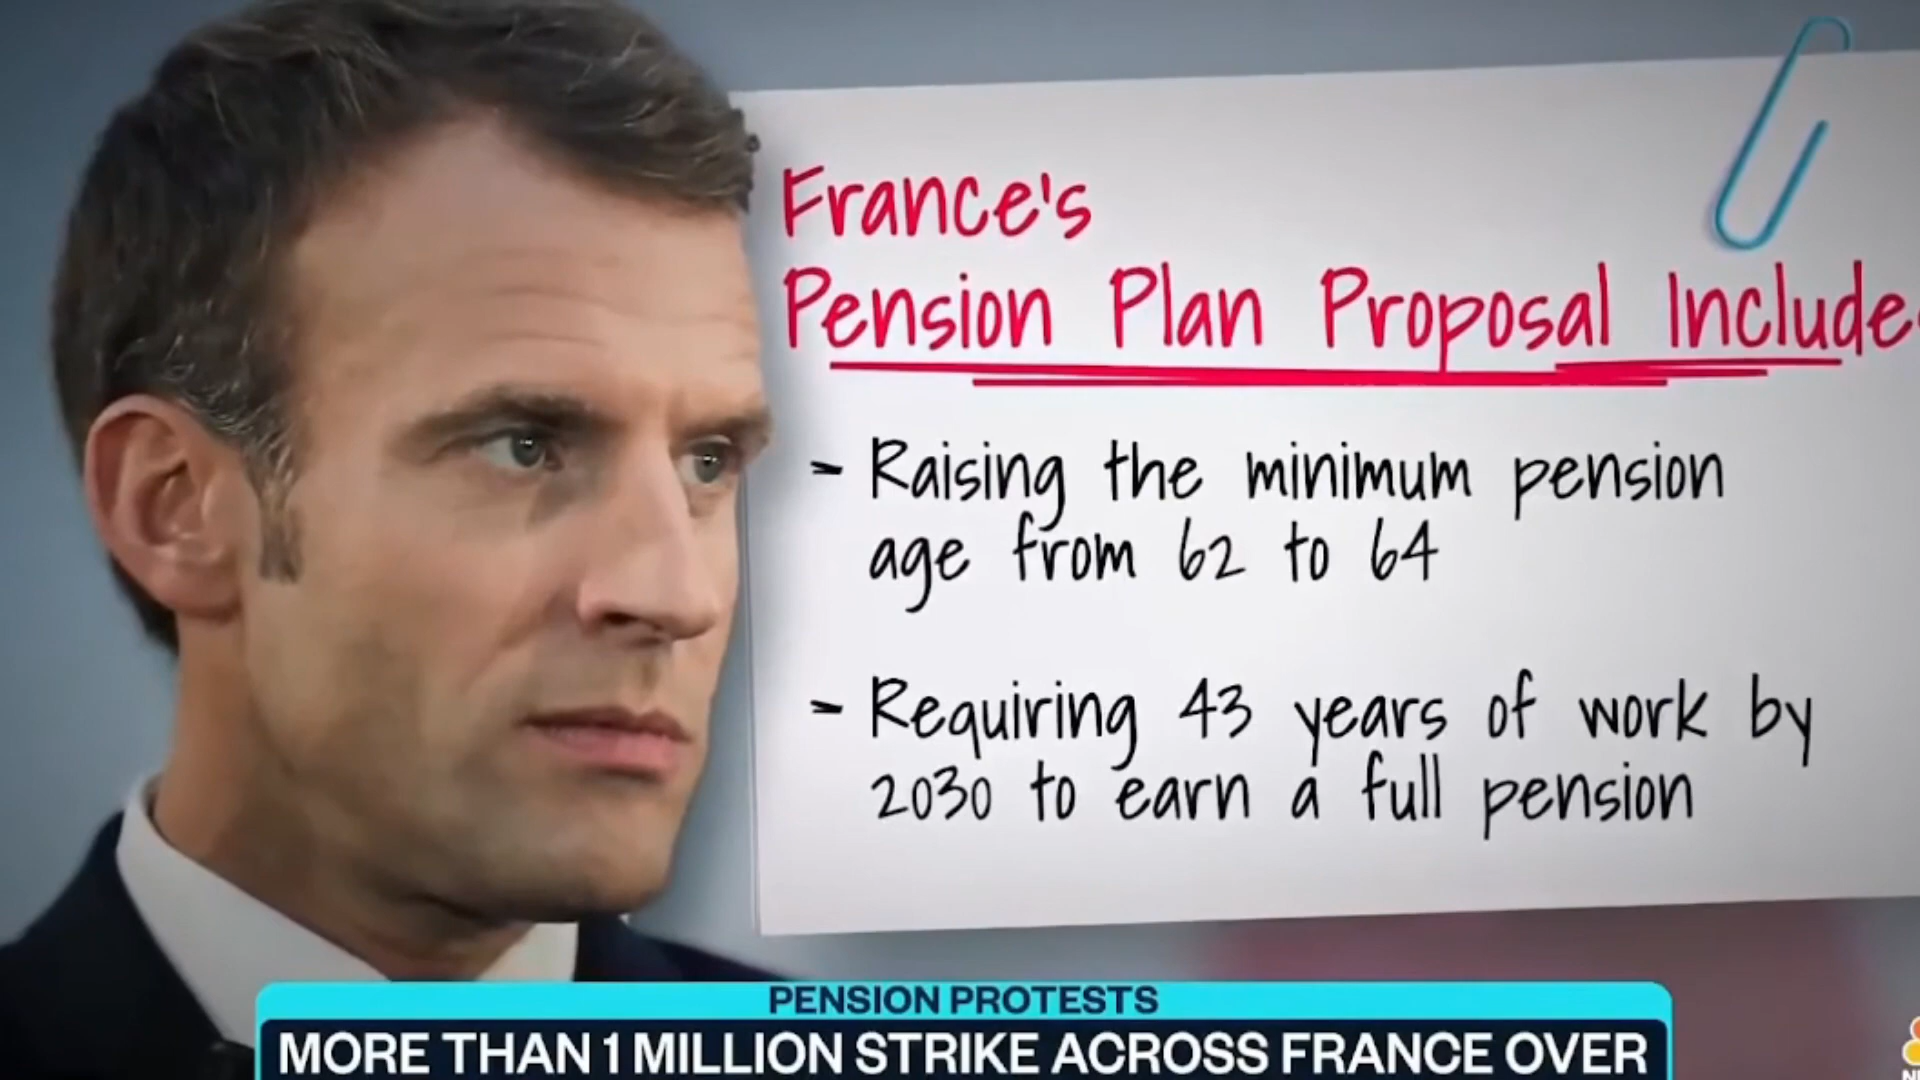 France's
Pension Plan Proposal Include
- Raising the minimum pension
age from 62 to 64
- Requiring 43 years of work by
2030 to earn a full pension
PENSION PROTESTS
MORE THAN 1 MILLION STRIKE ACROSS FRANCE OVER